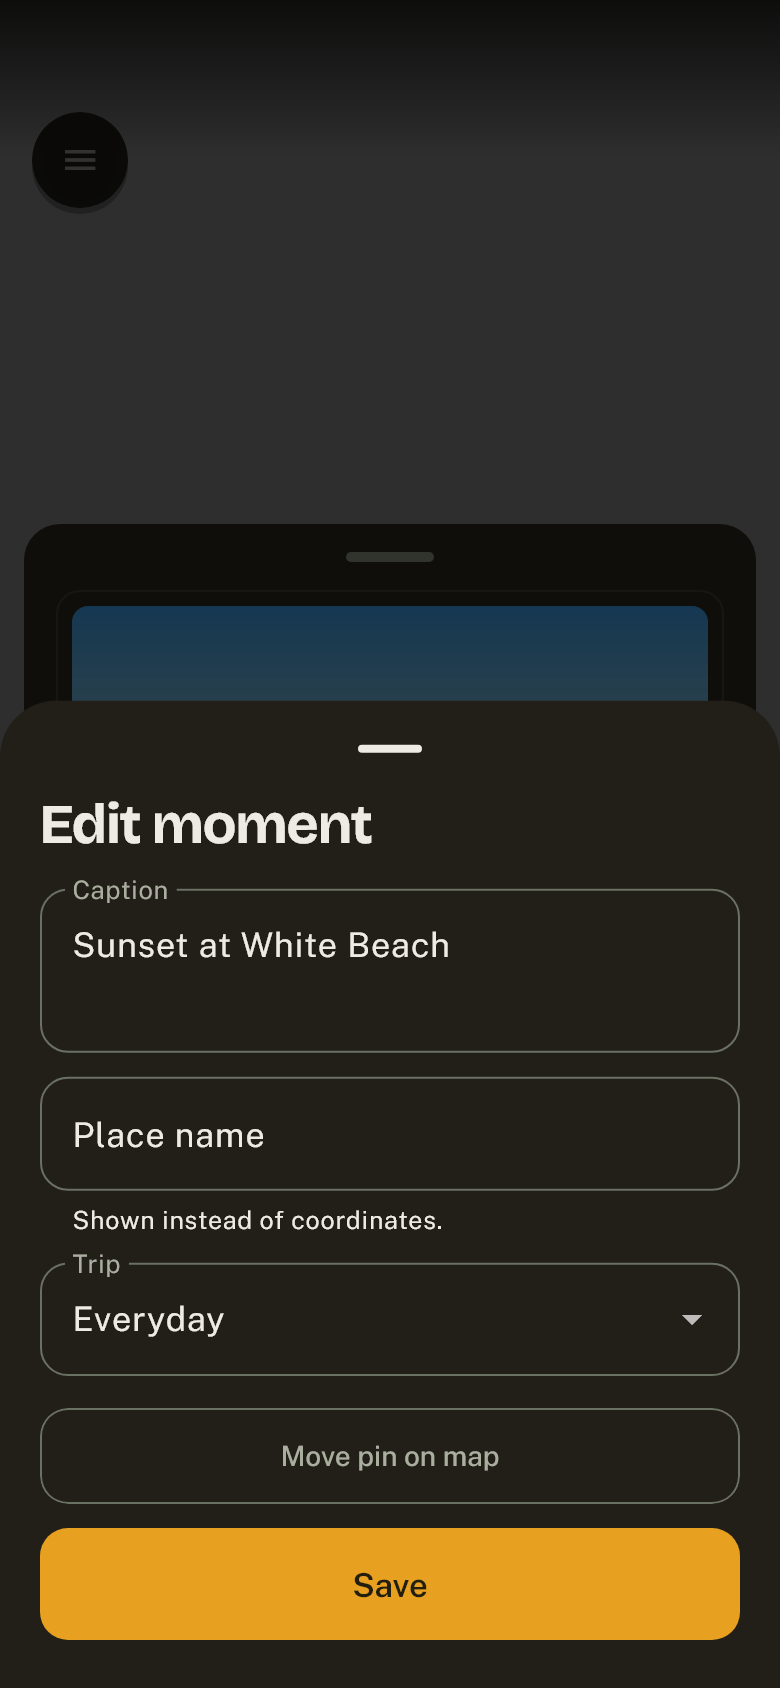 Edit moment
Caption
Sunset at White Beach
Place name
Shown instead of coordinates.
Trip
Everyday
Move pin on map
Save